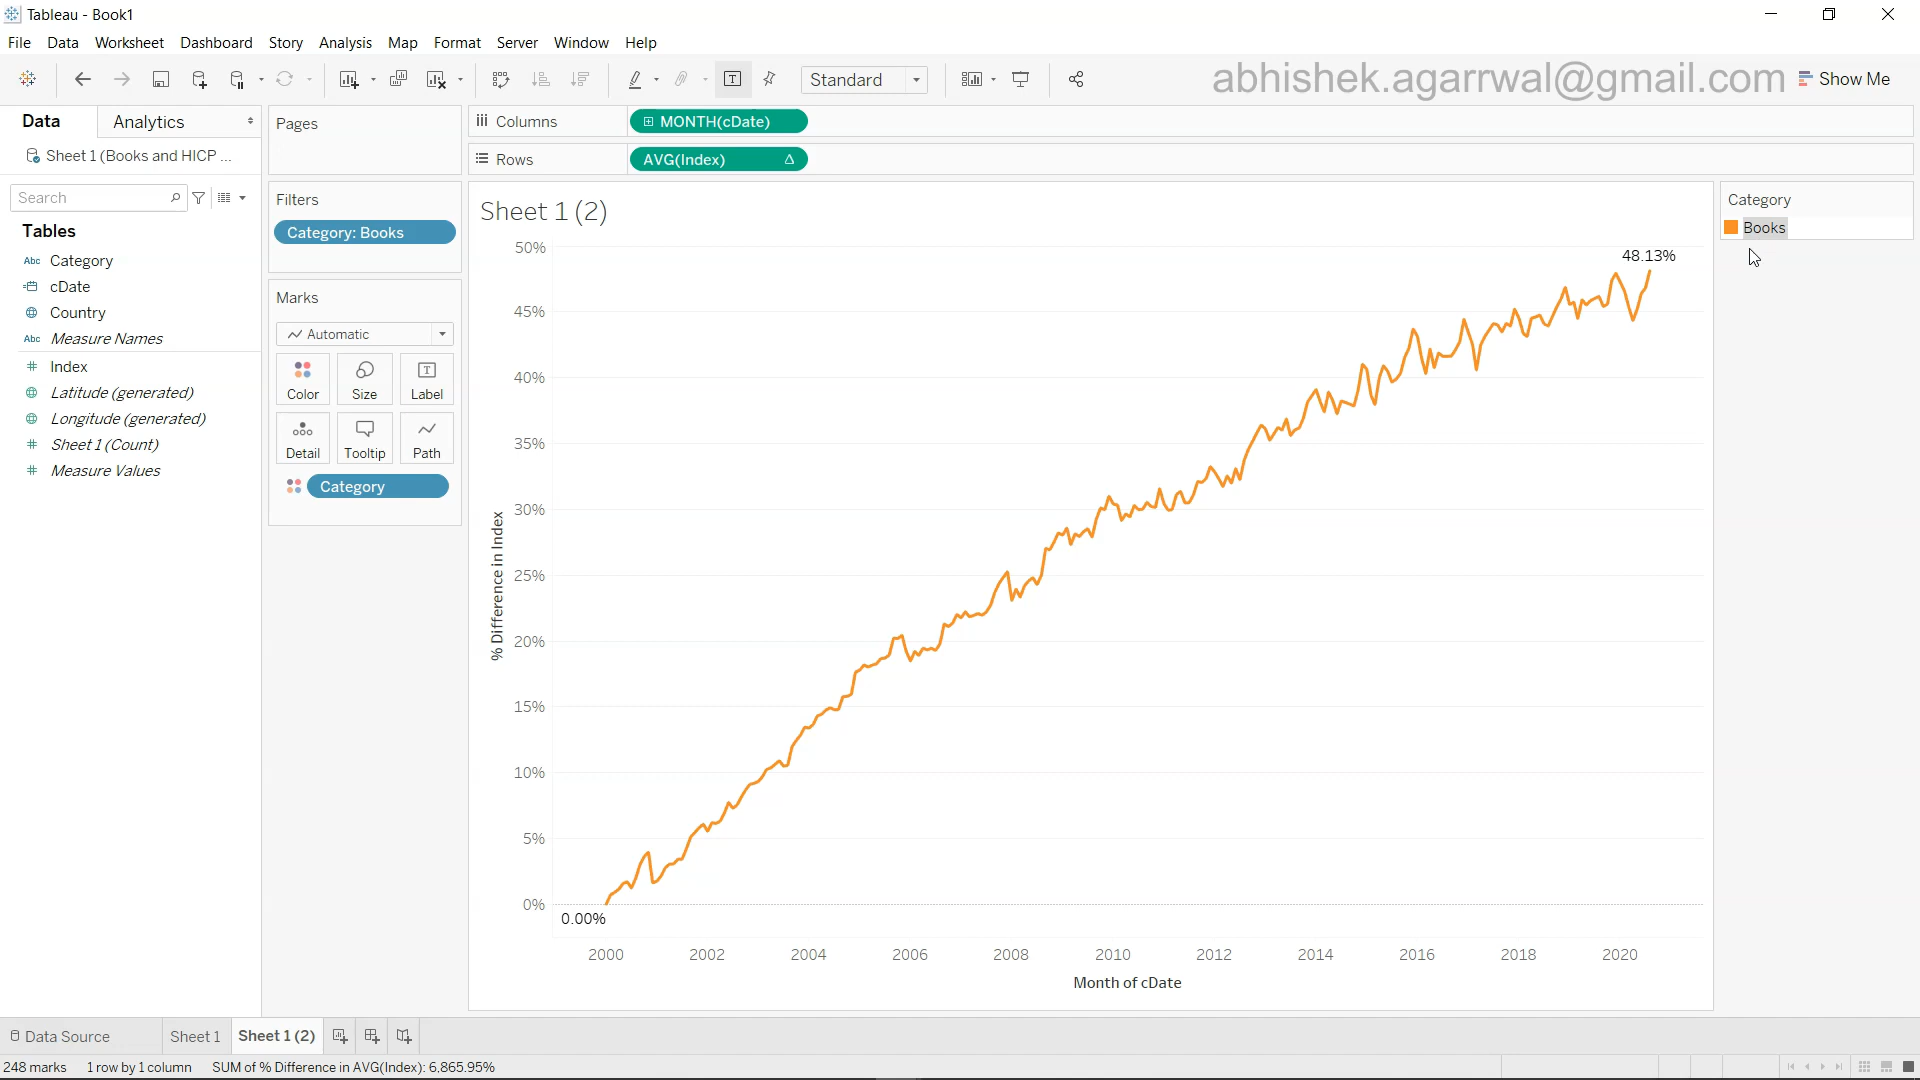 Tableau - Book1
File Data Worksheet Dashboard Story Analysis Map Format Server Window Help
Standard
abhishek.agarrwal@gmail.com
Show Me
Data Analytics
Sheet 1 (Books and HICP ...
Search
Tables
Abc Category
cDate
Country
Abc Measure Names
Index
Latitude (generated)
Longitude (generated)
Sheet 1 (Count)
Measure Values
Pages
Filters
Category: Books
Marks
Automatic
Color Size Label
Detail Tooltip Path
Category
Columns MONTH(cDate)
Rows AVG(Index) Δ
Sheet 1 (2)
50%
45%
40%
35%
30%
25%
20%
15%
10%
5%
0%
% Difference in Index
48.13%
0.00%
2000 2002 2004 2006 2008 2010 2012 2014 2016 2018 2020
Month of cDate
Category
Books
Data Source Sheet 1 Sheet 1 (2)
248 marks 1 row by 1 column SUM of % Difference in AVG(Index): 6,865.95%